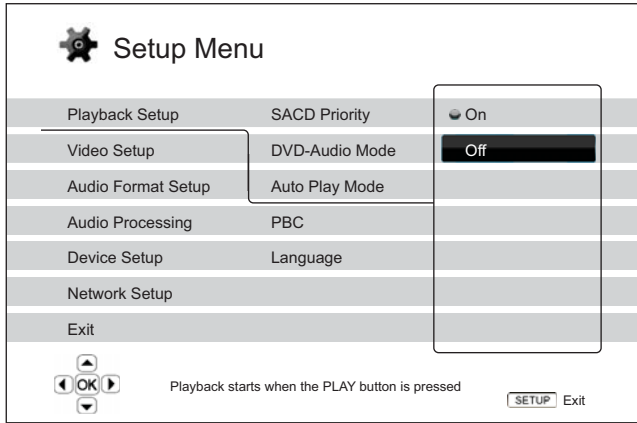 Setup Menu
Playback Setup SACD Priority On
Video Setup DVD-Audio Mode Off
Audio Format Setup Auto Play Mode
Audio Processing PBC
Device Setup Language
Network Setup
Exit
OK Playback starts when the PLAY button is pressed
SETUP Exit